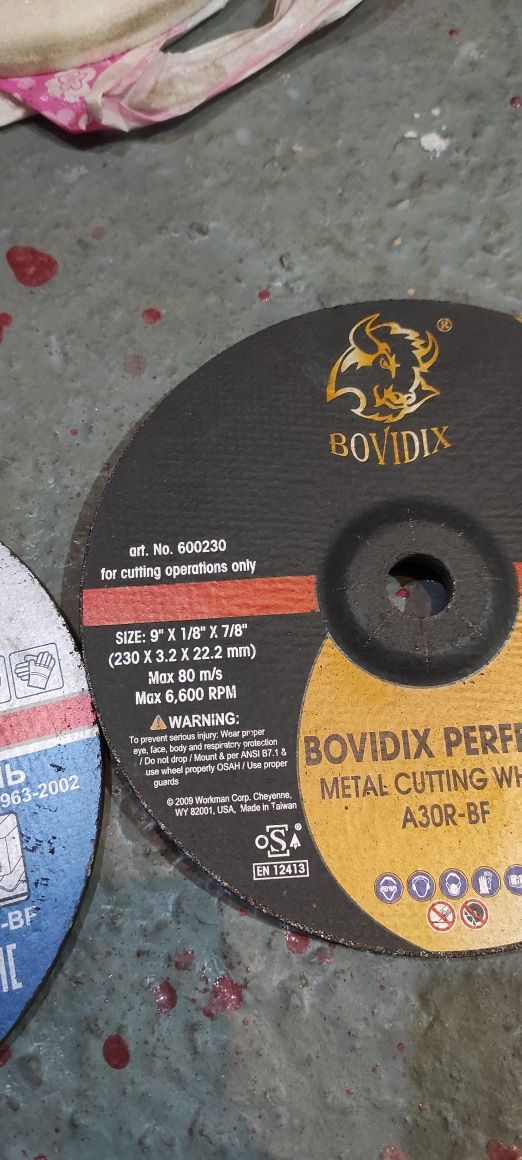 ®
BOVIDIX
art. No. 600230
for cutting operations only
SIZE: 9" X 1/8" X 7/8"
(230 X 3.2 X 22.2 mm)
Max 80 m/s
Max 6,600 RPM
WARNING:
To prevent serious injury: Wear proper
eye, face, body and respiratcry protection
/ Do not drop / Mount & per ANSI B7.1 &
use wheel properly OSAH / Use proper
guards
© 2009 Workman Corp. Cheyenne,
WY 82001, USA, Made in Taiwan
oSA
EN 12413
BOVIDIX PERFE
METAL CUTTING WH
A30R-BF
963-2002
-BF